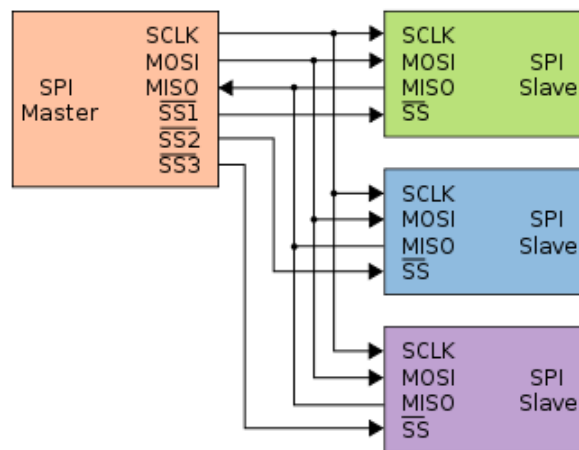 SCLK
MOSI
MISO
SS1
SS2
SS3
SPI
Master
SCLK
MOSI
MISO
SS
SPI
Slave
SCLK
MOSI
MISO
SS
SPI
Slave
SCLK
MOSI
MISO
SS
SPI
Slave